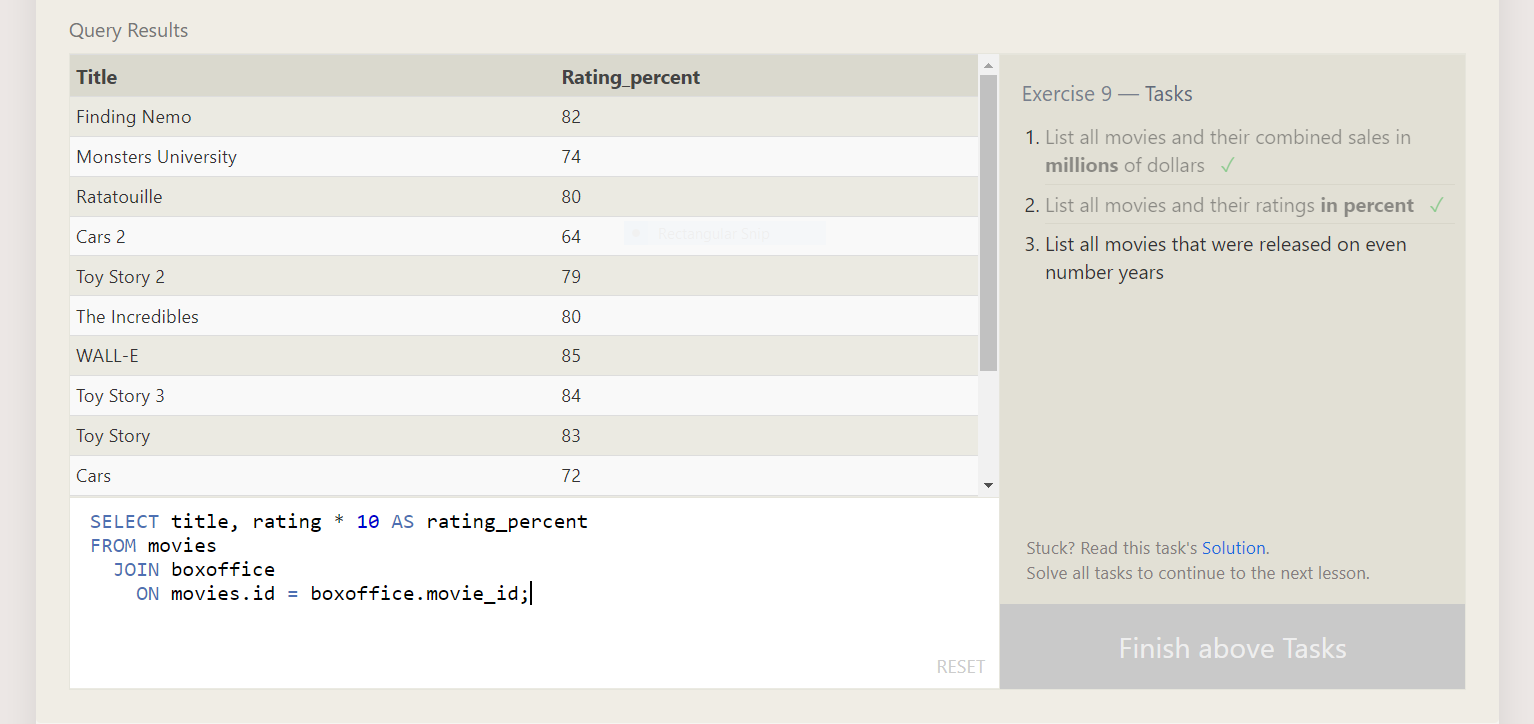 Query Results
Title Rating_percent
Finding Nemo 82
Monsters University 74
Ratatouille 80
Cars 2 64
Rectangular Snip
Toy Story 2 79
The Incredibles 80
WALL-E 85
Toy Story 3 84
Toy Story 83
Cars 72
SELECT title, rating * 10 AS rating_percent
FROM movies
JOIN boxoffice
ON movies.id = boxoffice.movie_id;
RESET
Exercise 9 — Tasks
1. List all movies and their combined sales in
millions of dollars ✓
2. List all movies and their ratings in percent ✓
3. List all movies that were released on even
number years
Stuck? Read this task's Solution.
Solve all tasks to continue to the next lesson.
Finish above Tasks